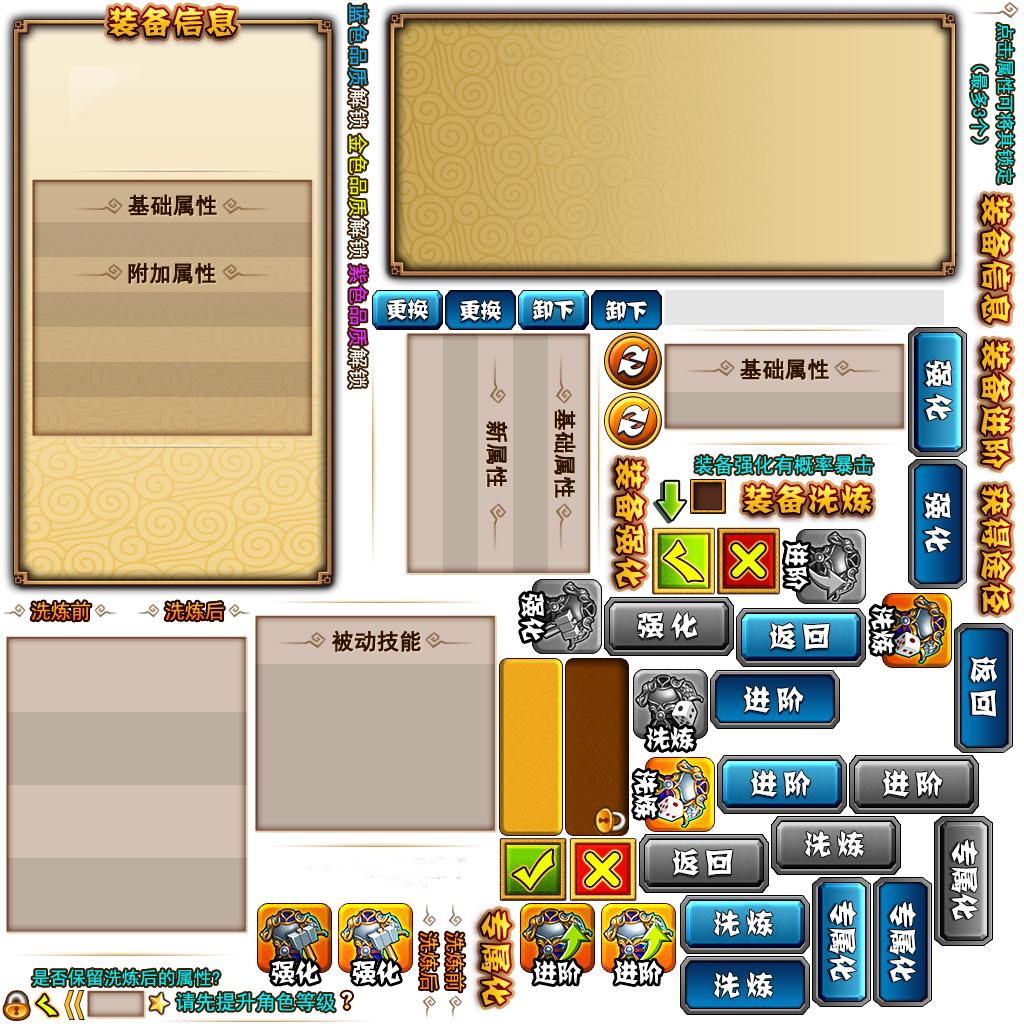 装备信息
基础属性
附加属性
蓝色品质解锁 金色品质解锁 紫色品质解锁
点击属性可将其锁定
（最多3个）
装备信息
更换
更换
卸下
卸下
基础属性
新属性
基础属性
强化
装备进阶
装备强化有概率暴击
装备洗炼
装备强化
强化
获得途径
进阶
洗炼前
洗炼后
强化
强化
返回
洗炼
返回
被动技能
洗炼
进阶
洗炼
进阶
进阶
返回
洗炼
专属化
强化
强化
洗炼后
洗炼前
专属化
进阶
进阶
洗炼
洗炼
专属化
专属化
是否保留洗炼后的属性?
请先提升角色等级?